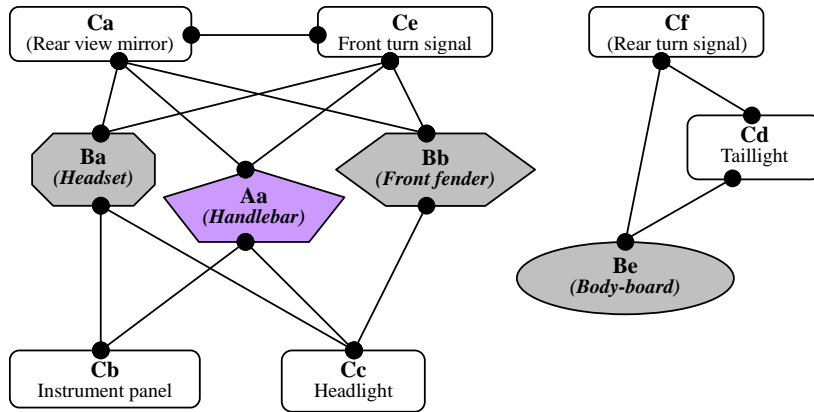 Ca
(Rear view mirror)
Ce
Front turn signal
Cf
(Rear turn signal)
Cd
Taillight
Ba
(Headset)
Bb
(Front fender)
Aa
(Handlebar)
Be
(Body-board)
Cb
Instrument panel
Cc
Headlight